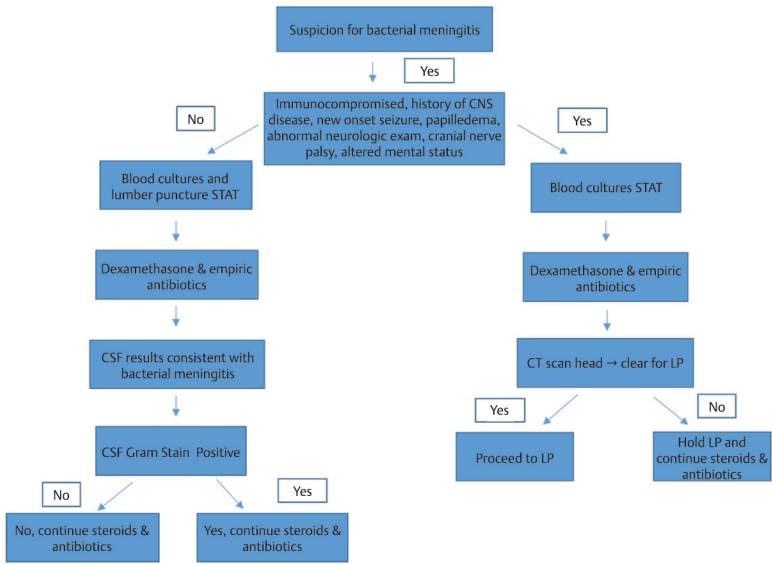 Suspicion for bacterial meningitis
Yes
Immunocompromised, history of CNS
disease, new onset seizure, papilledema,
abnormal neurologic exam, cranial nerve
palsy, altered mental status
No
Yes
Blood cultures and
lumber puncture STAT
Blood cultures STAT
Dexamethasone & empiric
antibiotics
Dexamethasone & empiric
antibiotics
CSF results consistent with
bacterial meningitis
CT scan head → clear for LP
Yes
No
CSF Gram Stain Positive
Proceed to LP
Hold LP and
continue steroids &
antibiotics
No
Yes
No, continue steroids &
antibiotics
Yes, continue steroids &
antibiotics